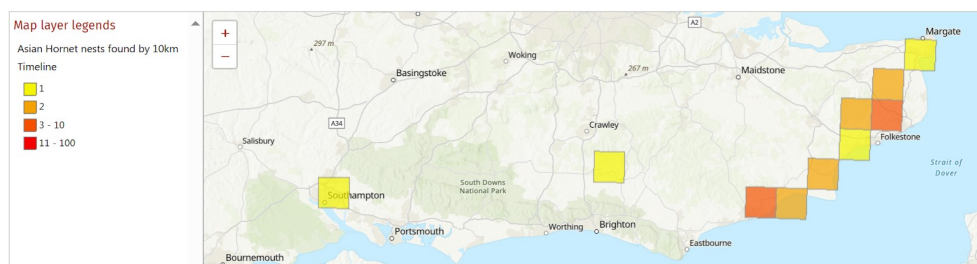 Map layer legends
Asian Hornet nests found by 10km
Timeline
1
2
3 - 10
11 - 100
+
−
A2
Margate
297 m
Woking
267 m
Maidstone
Basingstoke
A34
Crawley
Folkestone
Salisbury
Strait of
Dover
South Downs
National Park
Southampton
Worthing
Brighton
Portsmouth
Eastbourne
Bournemouth